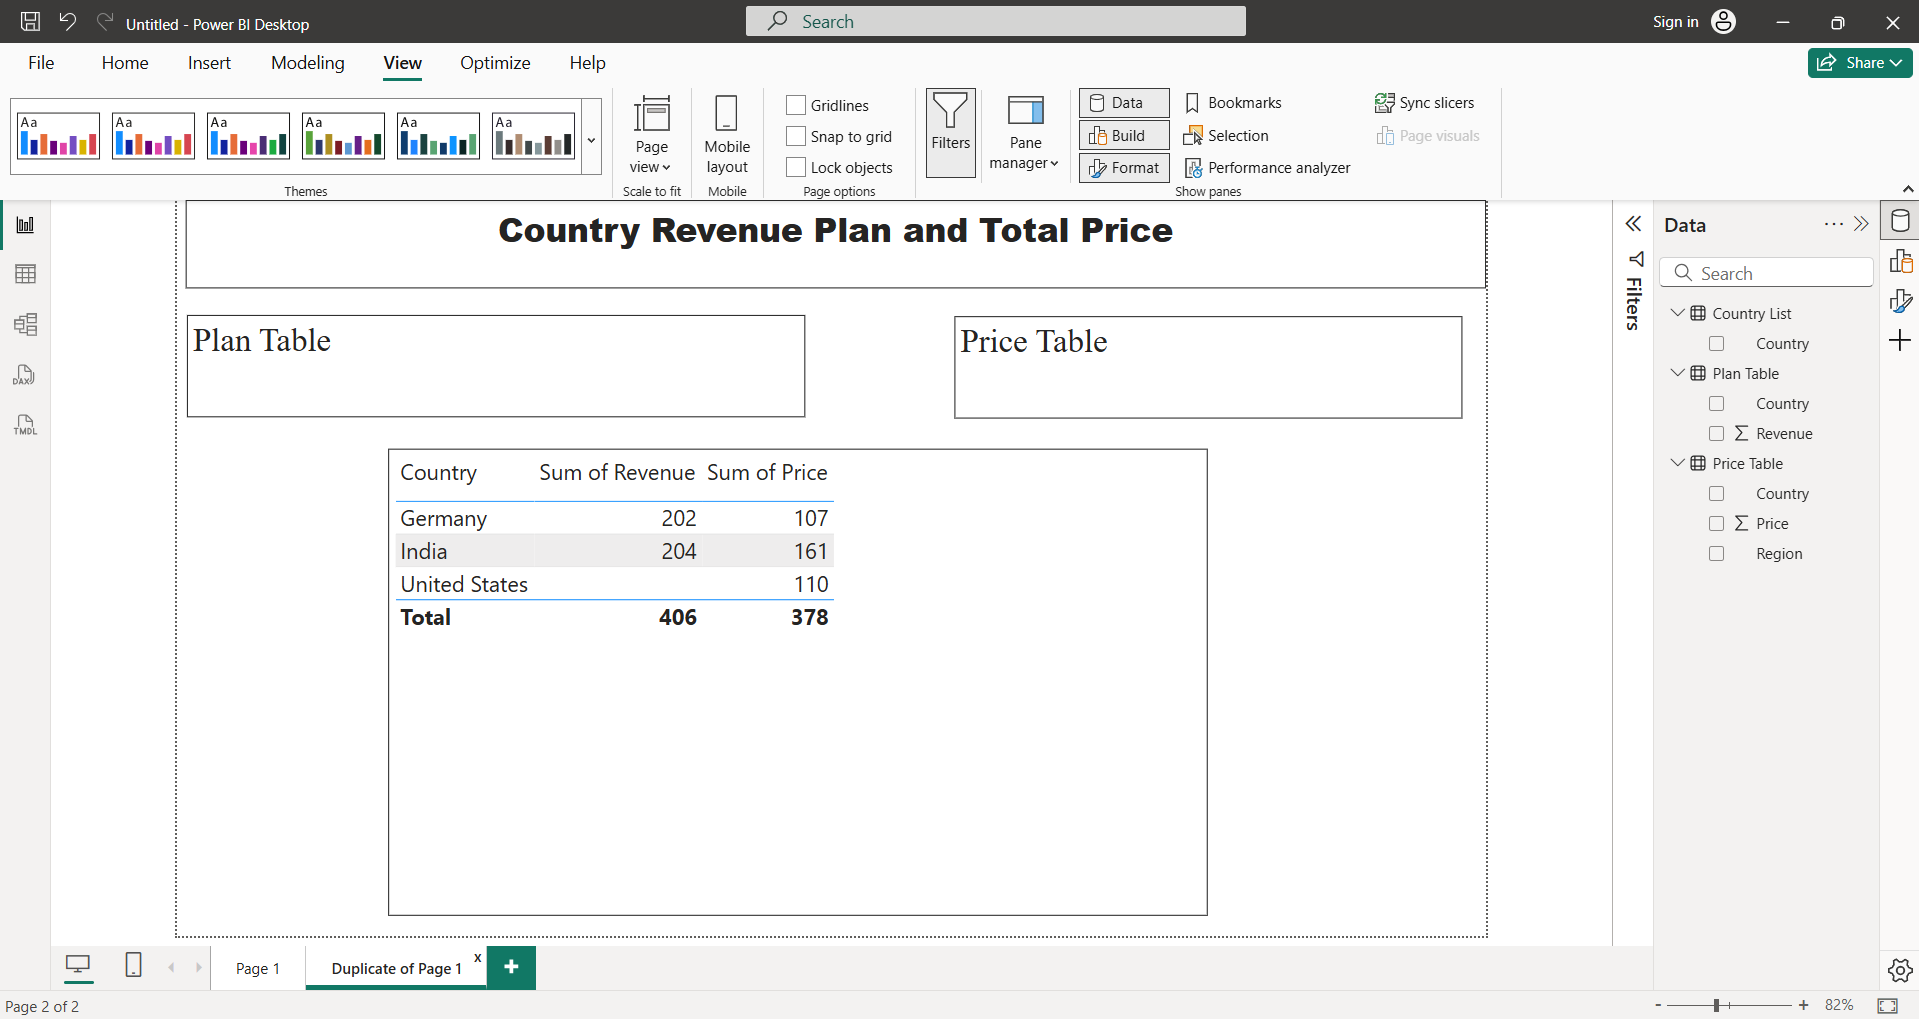 Untitled - Power BI Desktop
Search
Sign in
File
Home
Insert
Modeling
View
Optimize
Help
Share
Aa
Aa
Aa
Aa
Aa
Aa
Themes
Page view
Scale to fit
Mobile layout
Mobile
Gridlines
Snap to grid
Lock objects
Page options
Filters
Pane manager
Data
Build
Format
Bookmarks
Selection
Performance analyzer
Sync slicers
Page visuals
Show panes
DAX
TMDL
Country Revenue Plan and Total Price
Plan Table
Price Table
Country Sum of Revenue Sum of Price
Germany 202 107
India 204 161
United States 110
Total 406 378
Filters
Data
Search
Country List
Country
Plan Table
Country
Σ Revenue
Price Table
Country
Σ Price
Region
Page 1
Duplicate of Page 1
x
+
Page 2 of 2
- + 82%